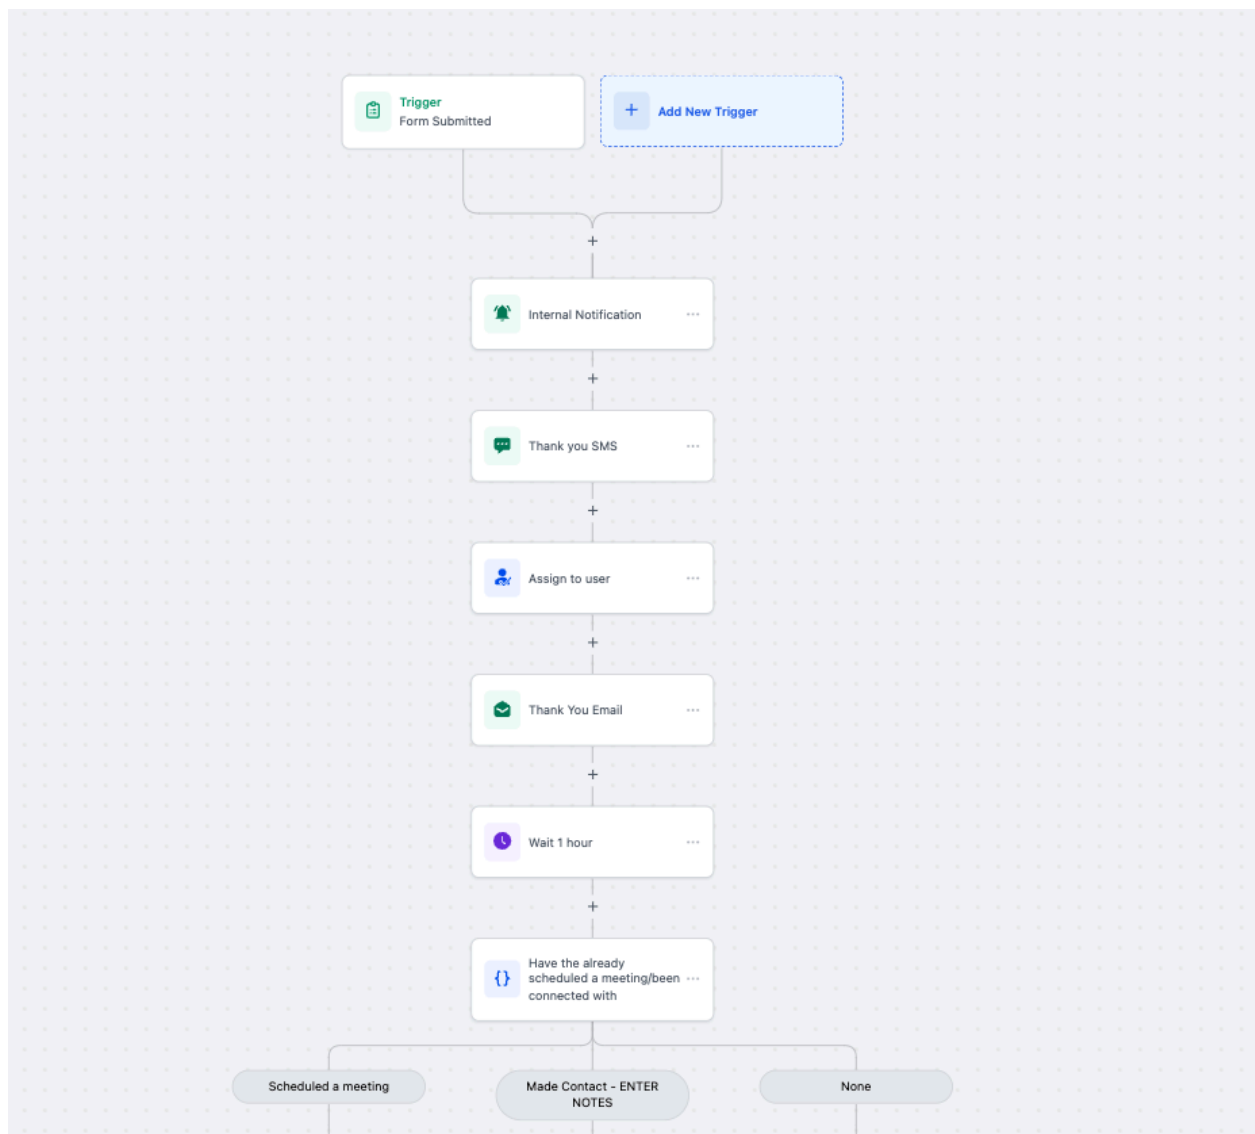 Trigger
Form Submitted
Add New Trigger
Internal Notification
Thank you SMS
Assign to user
Thank You Email
Wait 1 hour
Have the already
scheduled a meeting/been
connected with
Scheduled a meeting
Made Contact - ENTER
NOTES
None